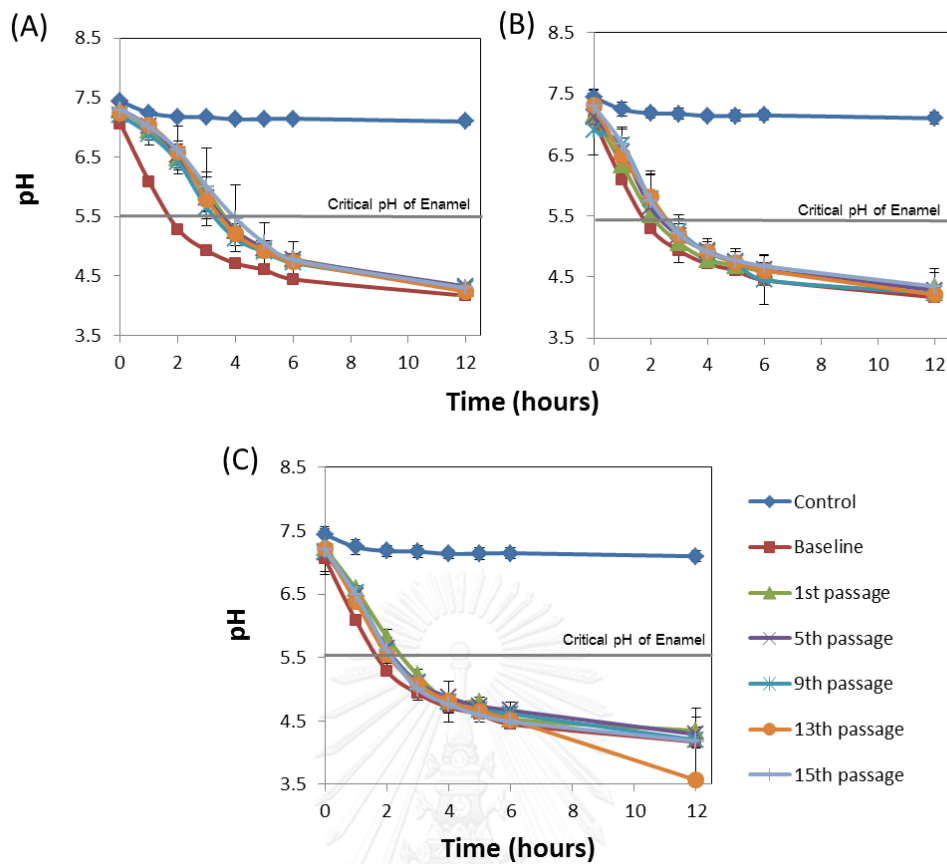 (A)
8.5
7.5
6.5
5.5
4.5
3.5
pH
Critical pH of Enamel
0 2 4 6 8 10 12
(B)
8.5
7.5
6.5
5.5
4.5
3.5
Critical pH of Enamel
0 2 4 6 8 10 12
Time (hours)
(C)
8.5
7.5
6.5
5.5
4.5
3.5
pH
Critical pH of Enamel
0 2 4 6 8 10 12
Time (hours)
Control
Baseline
1st passage
5th passage
9th passage
13th passage
15th passage